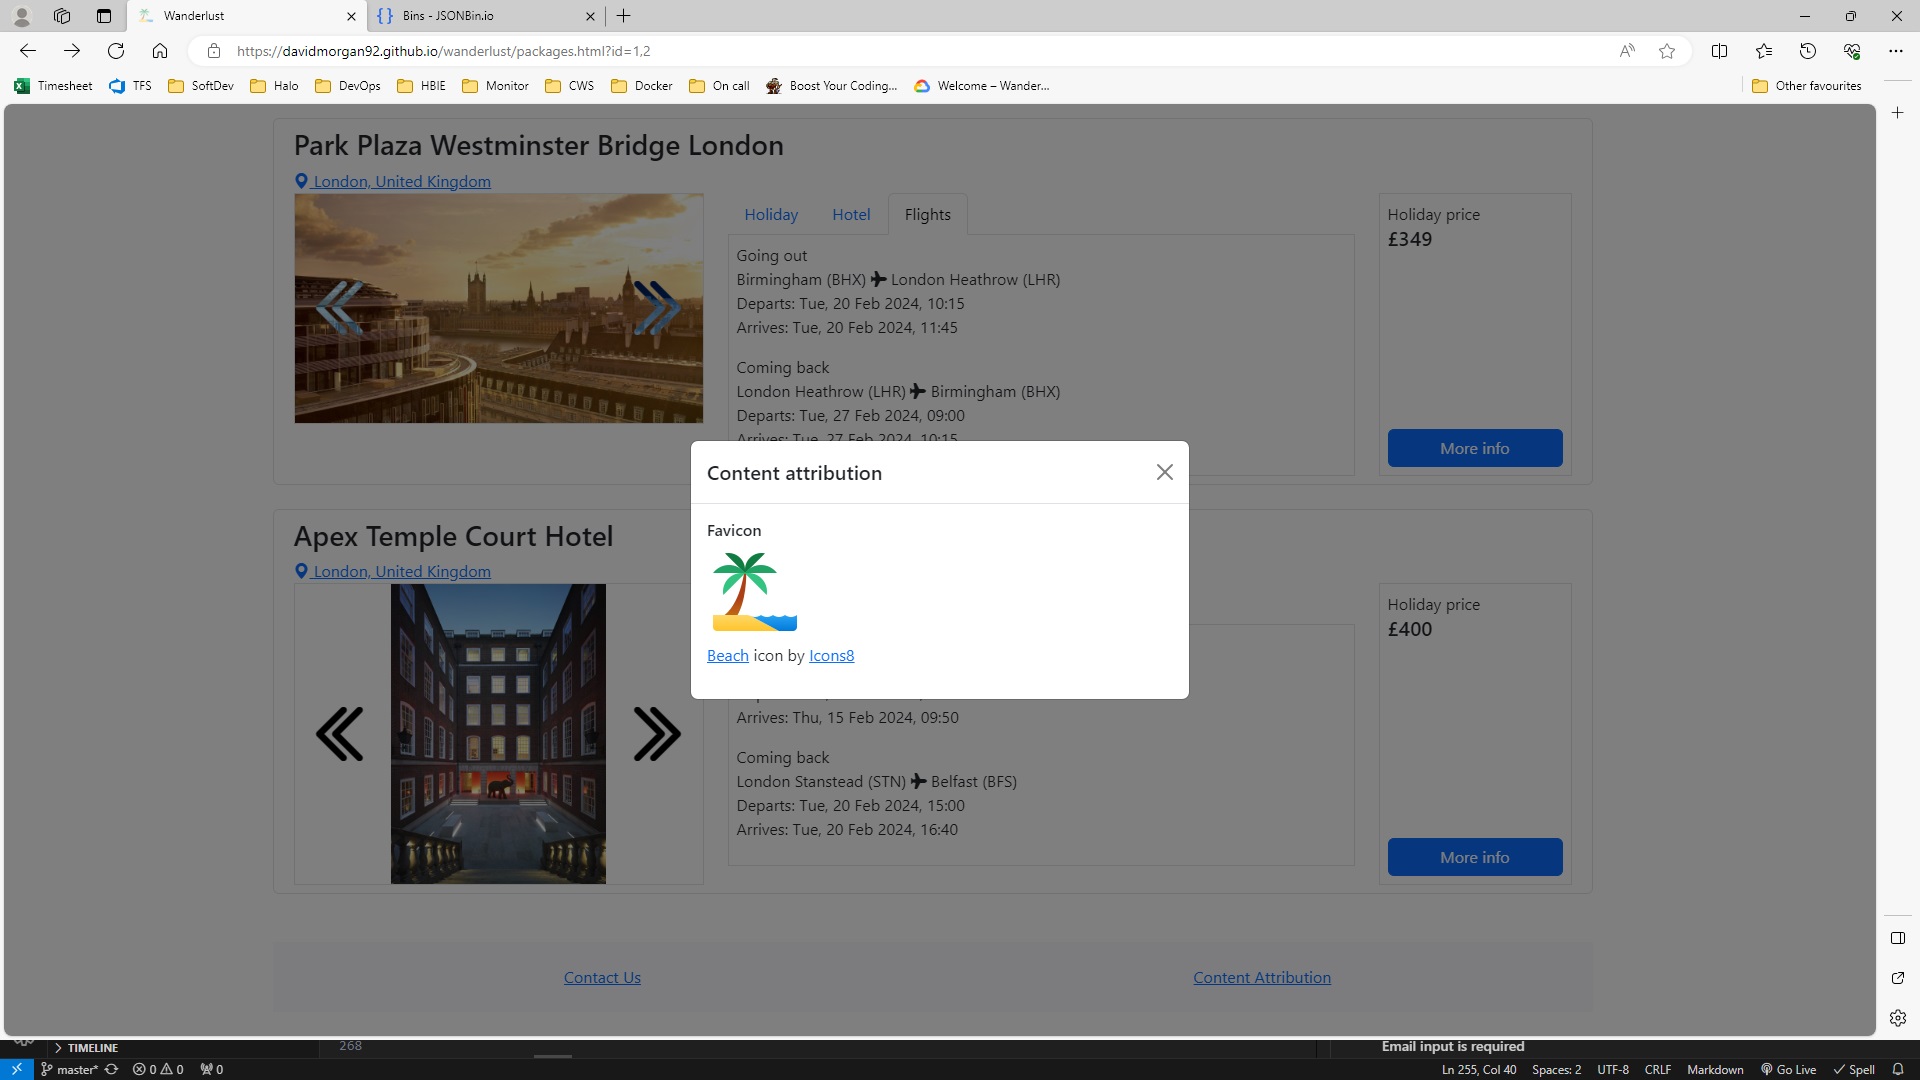 Wanderlust
Bins - JSONBin.io
https://davidmorgan92.github.io/wanderlust/packages.html?id=1,2
Timesheet
TFS
SoftDev
Halo
DevOps
HBIE
Monitor
CWS
Docker
On call
Boost Your Coding...
Welcome – Wander...
Other favourites
Park Plaza Westminster Bridge London
London, United Kingdom
Holiday
Hotel
Flights
Going out
Birmingham (BHX) London Heathrow (LHR)
Departs: Tue, 20 Feb 2024, 10:15
Arrives: Tue, 20 Feb 2024, 11:45
Coming back
London Heathrow (LHR) Birmingham (BHX)
Departs: Tue, 27 Feb 2024, 09:00
Arrives: Tue, 27 Feb 2024, 10:15
Holiday price
£349
More info
Content attribution
Favicon
Beach icon by Icons8
Apex Temple Court Hotel
London, United Kingdom
Arrives: Thu, 15 Feb 2024, 09:50
Coming back
London Stanstead (STN) Belfast (BFS)
Departs: Tue, 20 Feb 2024, 15:00
Arrives: Tue, 20 Feb 2024, 16:40
Holiday price
£400
More info
Contact Us
Content Attribution
TIMELINE
268
Email input is required
master*
0 0
0
Ln 255, Col 40
Spaces: 2
UTF-8
CRLF
Markdown
Go Live
Spell